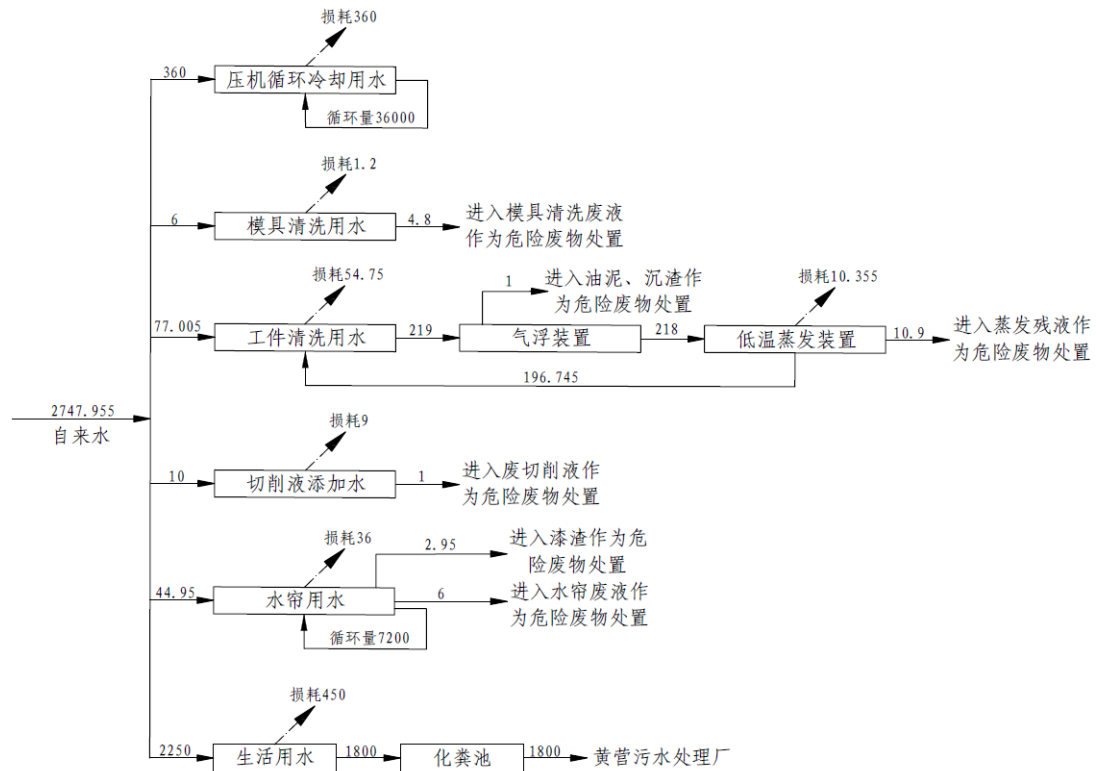 损耗360
360
压机循环冷却用水
循环量36000
损耗1.2
6
模具清洗用水
4.8
进入模具清洗废液
作为危险废物处置
损耗54.75
77.005
工件清洗用水
219
气浮装置
1
进入油泥、沉渣作
为危险废物处置
218
损耗10.355
低温蒸发装置
10.9
进入蒸发残液作
为危险废物处置
196.745
2747.955
自来水
损耗9
10
切削液添加水
1
进入废切削液作
为危险废物处置
损耗36
44.95
水帘用水
2.95
进入漆渣作为危
险废物处置
6
进入水帘废液作
为危险废物处置
循环量7200
损耗450
2250
生活用水
1800
化粪池
1800
黄营污水处理厂